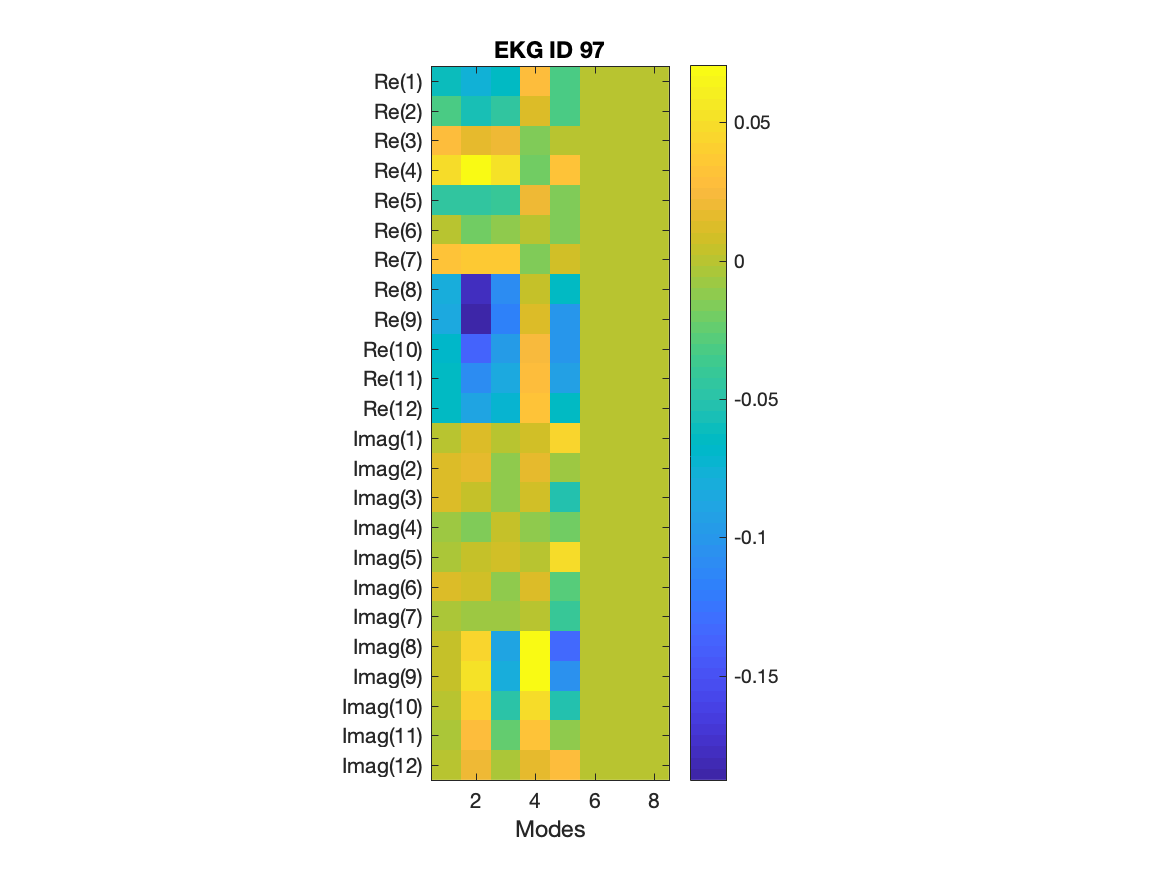 EKG ID 97
Re(1)
Re(2)
Re(3)
Re(4)
Re(5)
Re(6)
Re(7)
Re(8)
Re(9)
Re(10)
Re(11)
Re(12)
Imag(1)
Imag(2)
Imag(3)
Imag(4)
Imag(5)
Imag(6)
Imag(7)
Imag(8)
Imag(9)
Imag(10)
Imag(11)
Imag(12)
2 4 6 8
Modes
0.05
0
-0.05
-0.1
-0.15